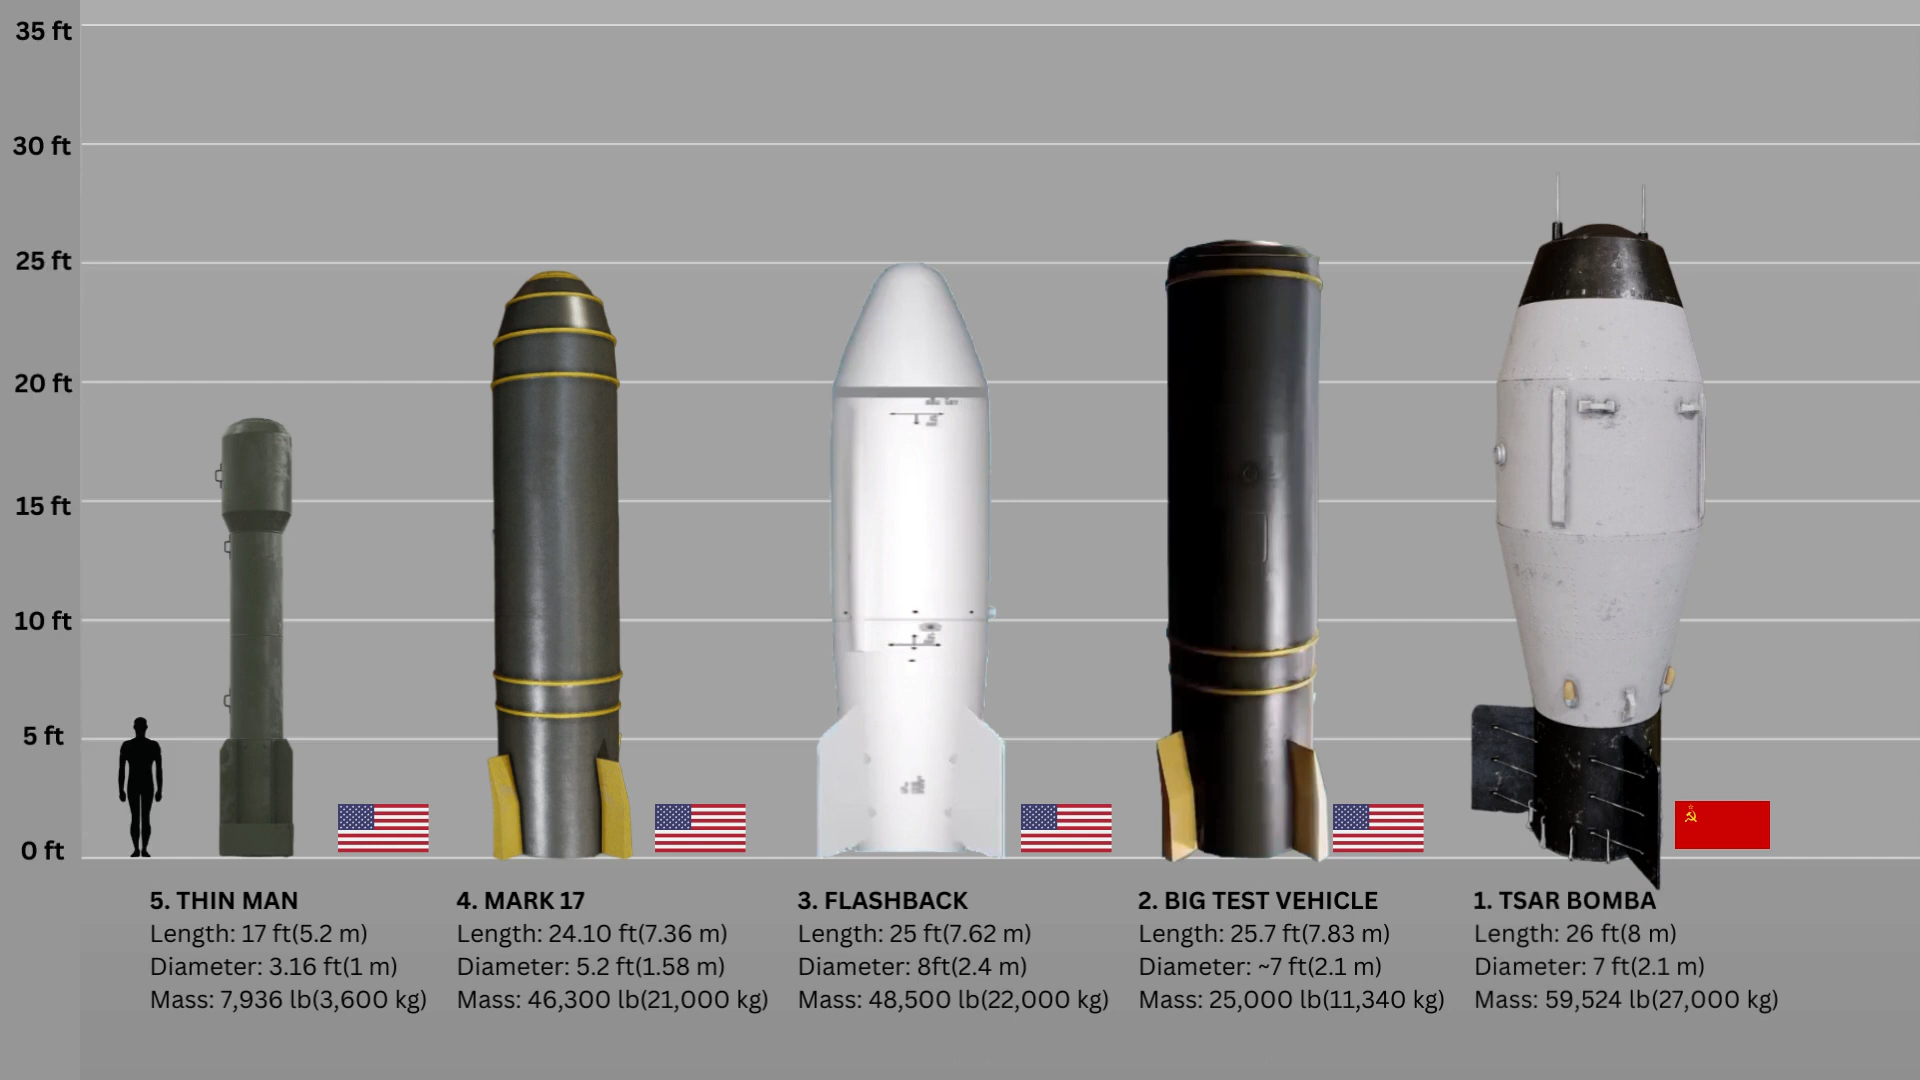 35 ft
30 ft
25 ft
20 ft
15 ft
10 ft
5 ft
0 ft
5. THIN MAN
Length: 17 ft(5.2 m)
Diameter: 3.16 ft(1 m)
Mass: 7,936 lb(3,600 kg)
4. MARK 17
Length: 24.10 ft(7.36 m)
Diameter: 5.2 ft(1.58 m)
Mass: 46,300 lb(21,000 kg)
3. FLASHBACK
Length: 25 ft(7.62 m)
Diameter: 8ft(2.4 m)
Mass: 48,500 lb(22,000 kg)
2. BIG TEST VEHICLE
Length: 25.7 ft(7.83 m)
Diameter: ~7 ft(2.1 m)
Mass: 25,000 lb(11,340 kg)
1. TSAR BOMBA
Length: 26 ft(8 m)
Diameter: 7 ft(2.1 m)
Mass: 59,524 lb(27,000 kg)